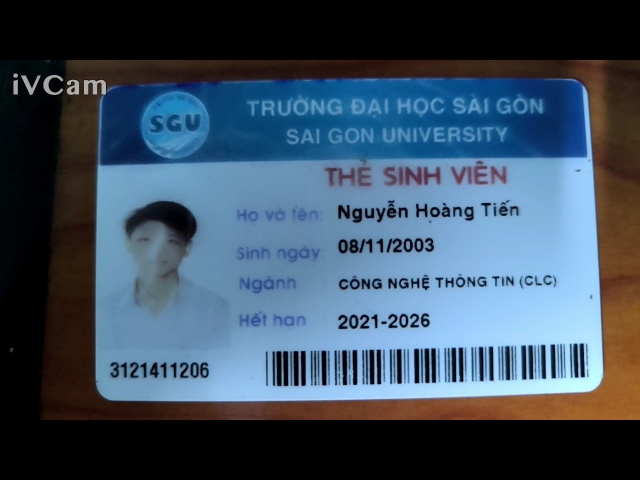 iVCam
SGU
TRƯỜNG ĐẠI HỌC SÀI GÒN
SAI GON UNIVERSITY
THẺ SINH VIÊN
Họ và tên: Nguyễn Hoàng Tiến
Sinh ngày: 08/11/2003
Ngành CÔNG NGHỆ THÔNG TIN (CLC)
Hết hạn 2021-2026
3121411206